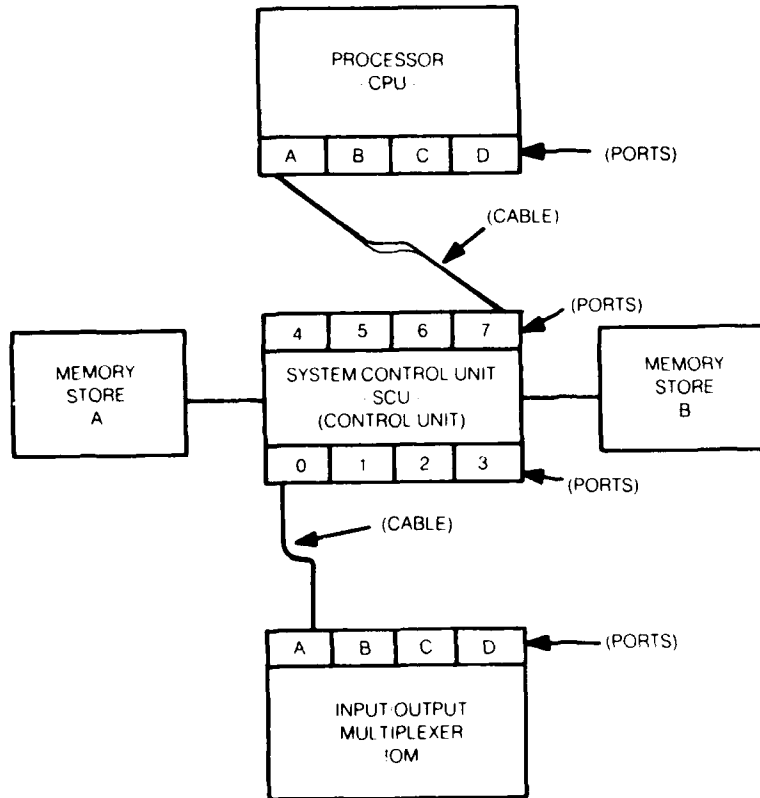 PROCESSOR
CPU
A B C D
(PORTS)
(CABLE)
(PORTS)
4 5 6 7
MEMORY
STORE
A
SYSTEM CONTROL UNIT
SCU
(CONTROL UNIT)
MEMORY
STORE
B
0 1 2 3
(PORTS)
(CABLE)
A B C D
(PORTS)
INPUT OUTPUT
MULTIPLEXER
IOM